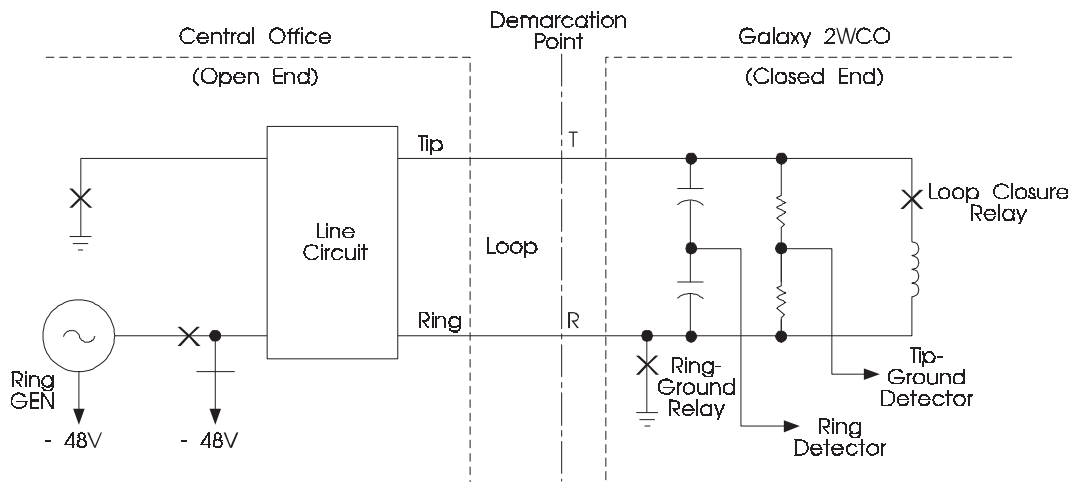 Central Office
(Open End)
Demarcation
Point
Galaxy 2WCO
(Closed End)
Tip
T
Line
Circuit
Loop
Loop Closure
Relay
Ring
R
Ring
GEN
- 48V
- 48V
Ring-
Ground
Relay
Tip-
Ground
Detector
Ring
Detector